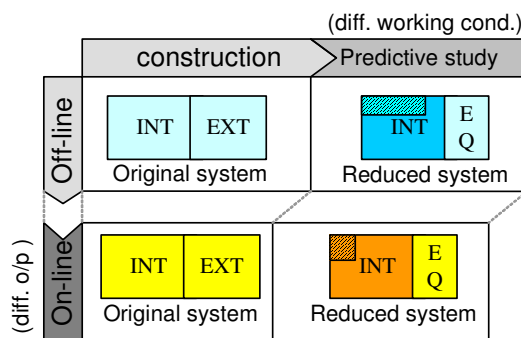 (diff. working cond.)
construction
Predictive study
Off-line
INT
EXT
Original system
INT
E
Q
Reduced system
(diff. o/p)
On-line
INT
EXT
Original system
INT
E
Q
Reduced system